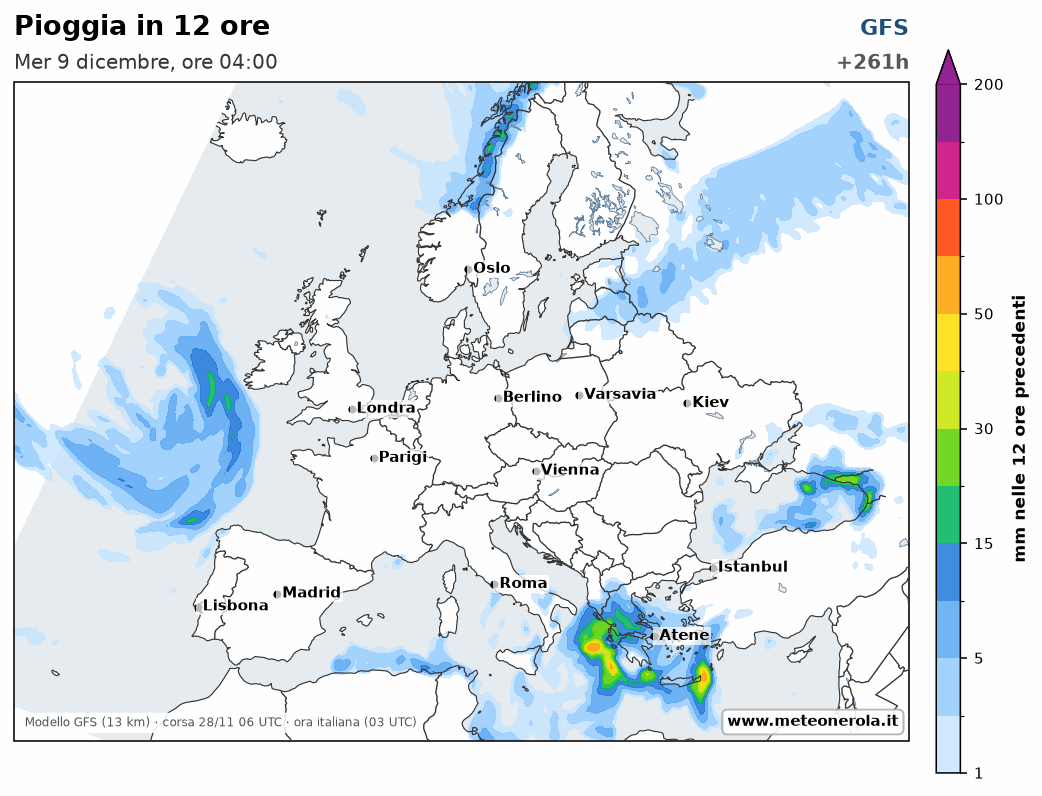 Pioggia in 12 ore
GFS
Mer 9 dicembre, ore 04:00
+261h
200
100
50
30
15
5
1
mm nelle 12 ore precedenti
Oslo
Berlino
Varsavia
Kiev
Londra
Parigi
Vienna
Istanbul
Roma
Madrid
Lisbona
Atene
Modello GFS (13 km) · corsa 28/11 06 UTC · ora italiana (03 UTC)
www.meteonerola.it